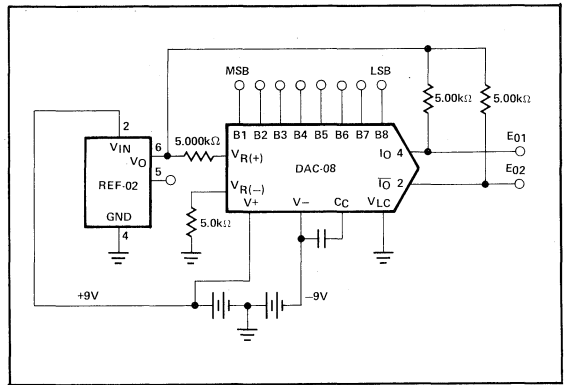 MSB LSB
B1 B2 B3 B4 B5 B6 B7 B8
5.00kΩ 5.00kΩ
2
VIN
VO
6
5.000kΩ
VR(+)
DAC-08
IO 4
E01
5
REF-02
VR(−)
IO 2
E02
GND
4
5.0kΩ
V+ V− CC VLC
+9V −9V